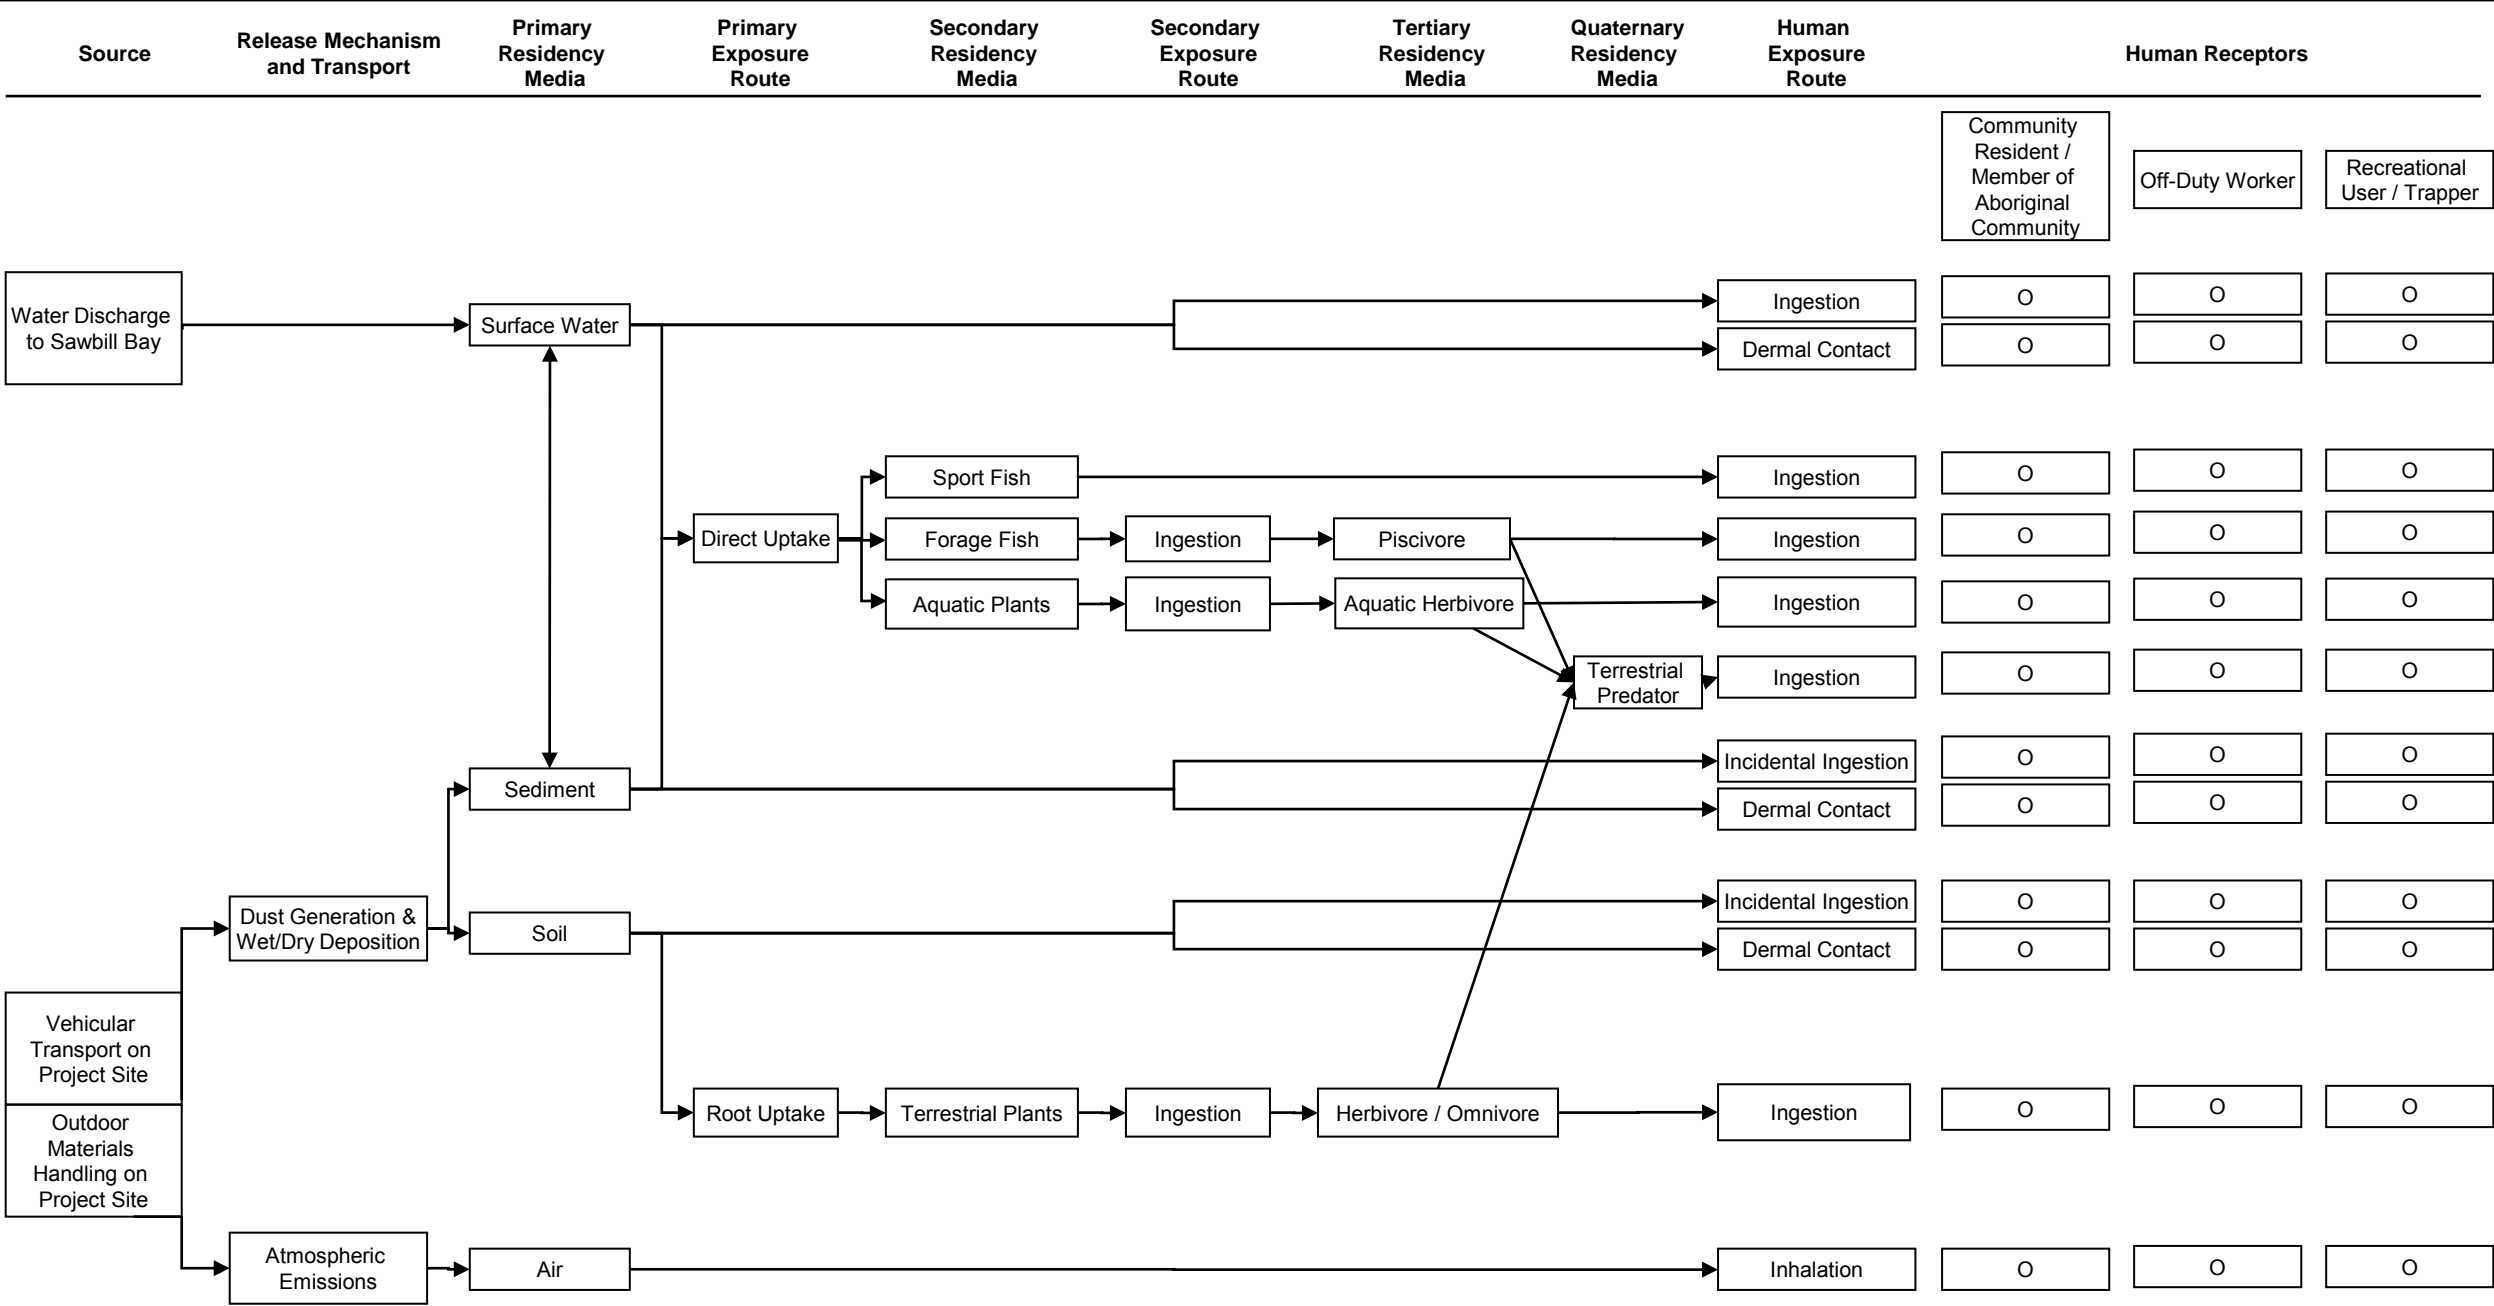 Source
Release Mechanism
and Transport
Primary
Residency
Media
Primary
Exposure
Route
Secondary
Residency
Media
Secondary
Exposure
Route
Tertiary
Residency
Media
Quaternary
Residency
Media
Human
Exposure
Route
Human Receptors
Community
Resident /
Member of
Aboriginal
Community
Off-Duty Worker
Recreational
User / Trapper
Water Discharge
to Sawbill Bay
Surface Water
Ingestion
O
O
O
Dermal Contact
O
O
O
Sport Fish
Ingestion
O
O
O
Direct Uptake
Forage Fish
Ingestion
Piscivore
Ingestion
O
O
O
Aquatic Plants
Ingestion
Aquatic Herbivore
Ingestion
O
O
O
Terrestrial
Predator
Ingestion
O
O
O
Sediment
Incidental Ingestion
O
O
O
Dermal Contact
O
O
O
Dust Generation &
Wet/Dry Deposition
Soil
Incidental Ingestion
O
O
O
Dermal Contact
O
O
O
Vehicular
Transport on
Project Site
Outdoor
Materials
Handling on
Project Site
Root Uptake
Terrestrial Plants
Ingestion
Herbivore / Omnivore
Ingestion
O
O
O
Atmospheric
Emissions
Air
Inhalation
O
O
O